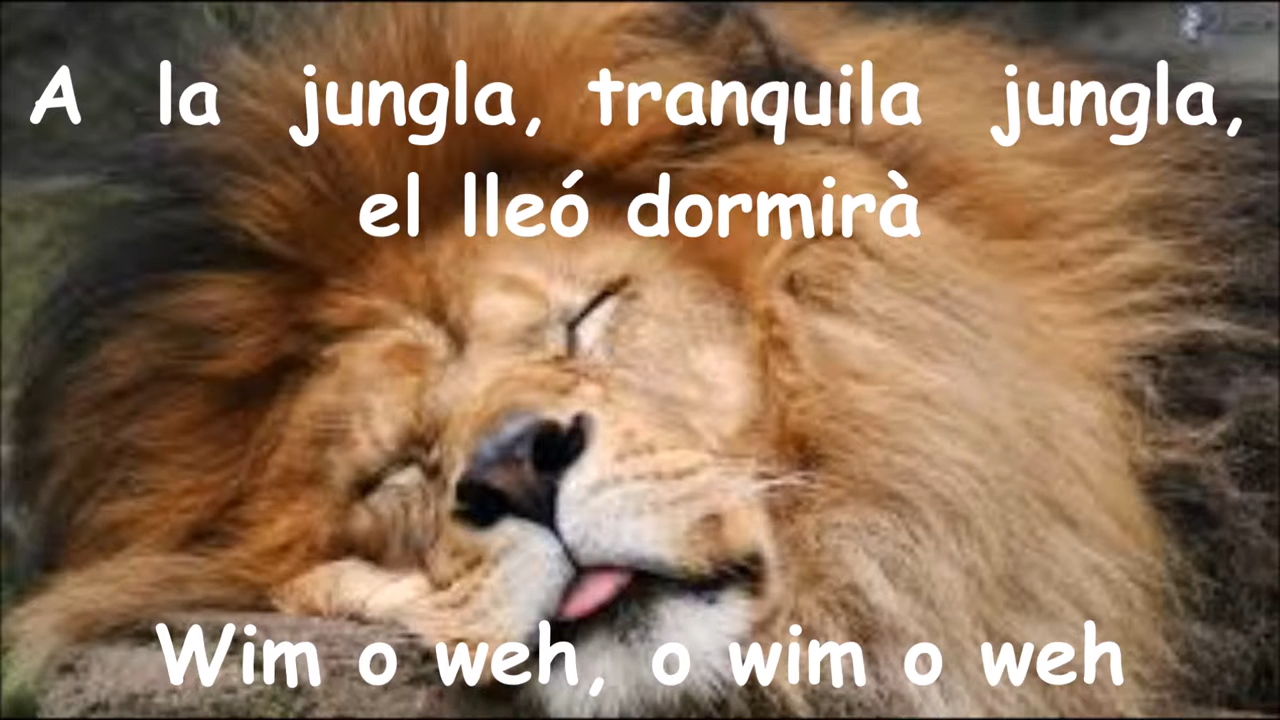 A la jungla, tranquila jungla,
el lleó dormirà
Wim o weh, o wim o weh